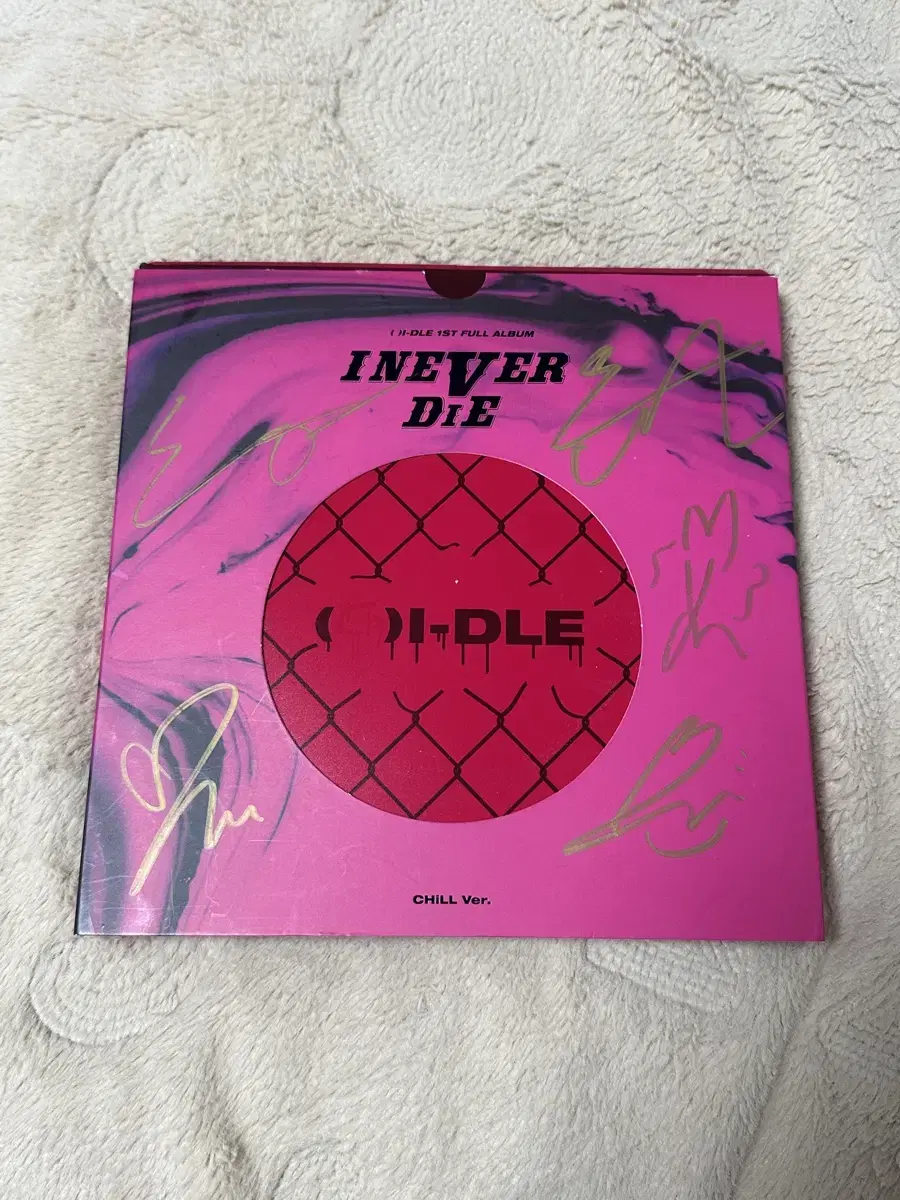 ( )I-DLE 1ST FULL ALBUM
I NEVER
DiE
( )I-DLE
CHiLL Ver.